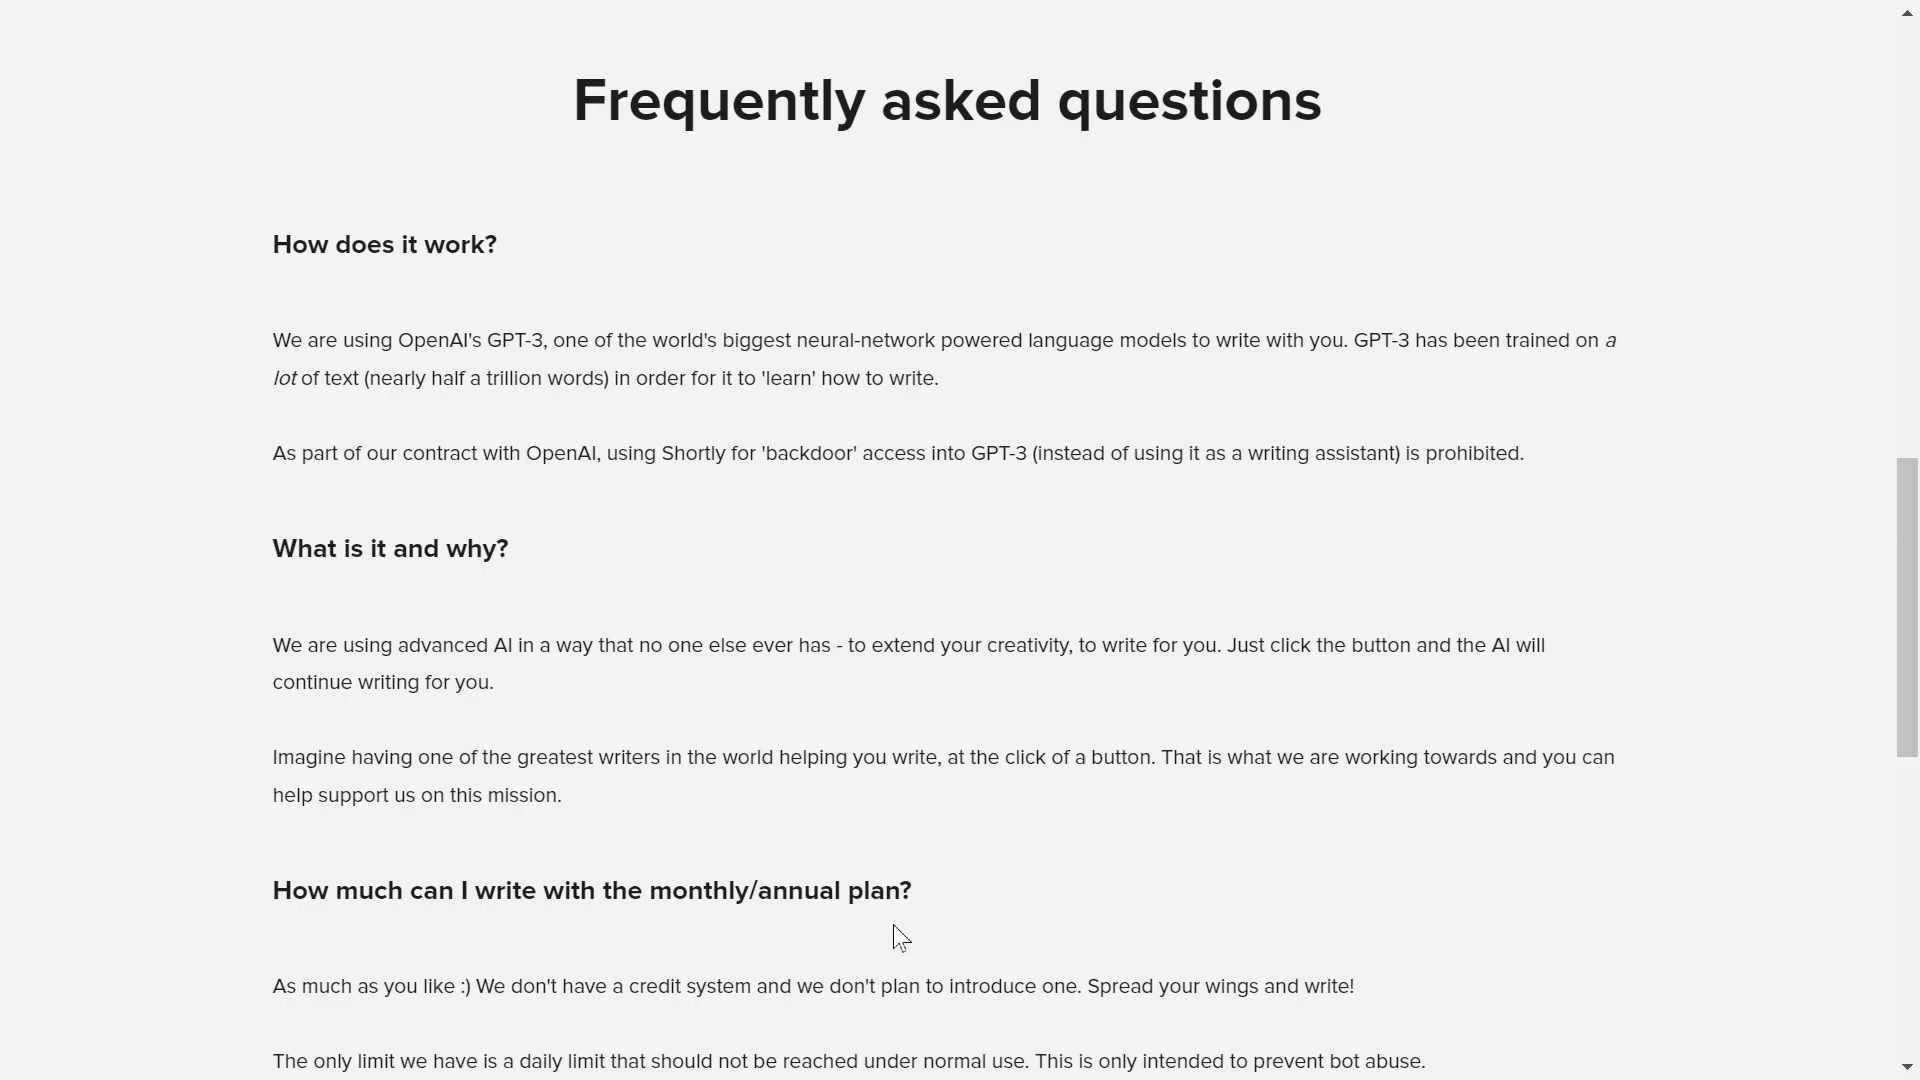 Frequently asked questions
How does it work?
We are using OpenAI's GPT-3, one of the world's biggest neural-network powered language models to write with you. GPT-3 has been trained on a
lot of text (nearly half a trillion words) in order for it to 'learn' how to write.
As part of our contract with OpenAI, using Shortly for 'backdoor' access into GPT-3 (instead of using it as a writing assistant) is prohibited.
What is it and why?
We are using advanced AI in a way that no one else ever has - to extend your creativity, to write for you. Just click the button and the AI will
continue writing for you.
Imagine having one of the greatest writers in the world helping you write, at the click of a button. That is what we are working towards and you can
help support us on this mission.
How much can I write with the monthly/annual plan?
As much as you like :) We don't have a credit system and we don't plan to introduce one. Spread your wings and write!
The only limit we have is a daily limit that should not be reached under normal use. This is only intended to prevent bot abuse.